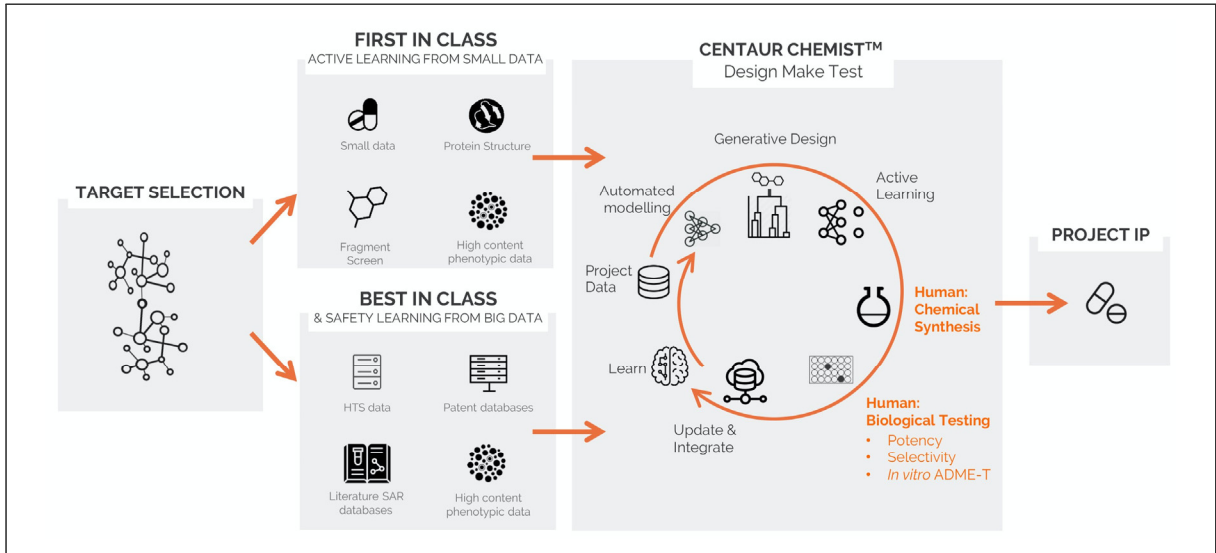 TARGET SELECTION
FIRST IN CLASS
ACTIVE LEARNING FROM SMALL DATA
Small data
Protein Structure
Fragment
Screen
High content
phenotypic data
BEST IN CLASS
& SAFETY LEARNING FROM BIG DATA
HTS data
Patent databases
Literature SAR
databases
High content
phenotypic data
CENTAUR CHEMIST™
Design Make Test
Generative Design
Automated
modelling
Active
Learning
Project
Data
Human:
Chemical
Synthesis
Learn
Update &
Integrate
Human:
Biological Testing
• Potency
• Selectivity
• In vitro ADME-T
PROJECT IP